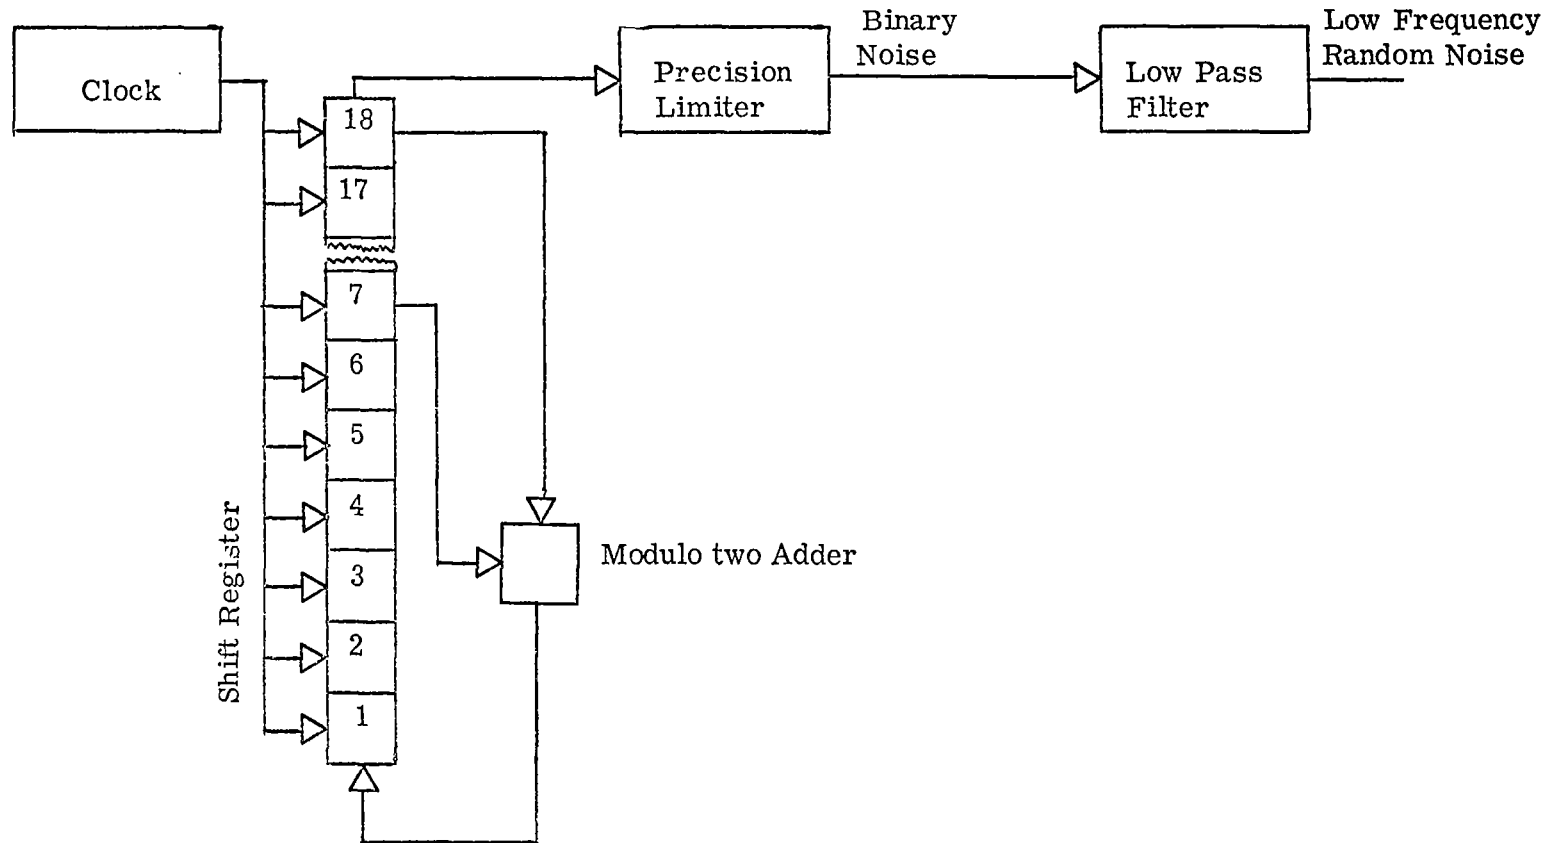 Clock
18
17
7
6
5
4
3
2
1
Shift Register
Precision
Limiter
Binary
Noise
Low Pass
Filter
Low Frequency
Random Noise
Modulo two Adder